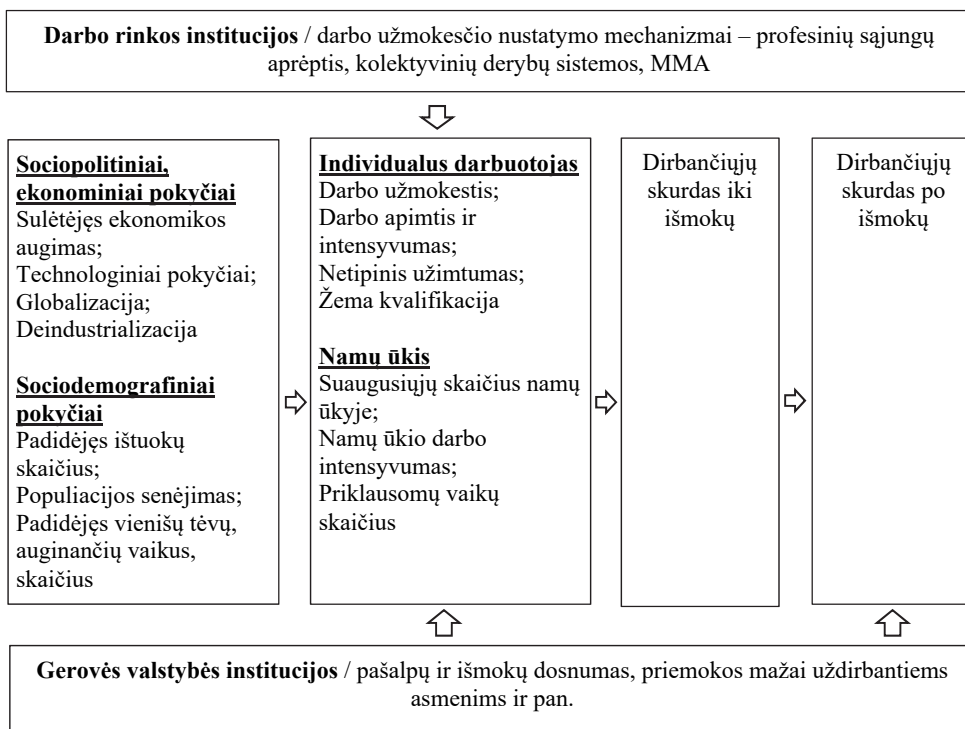 Darbo rinkos institucijos / darbo užmokesčio nustatymo mechanizmai – profesinių sąjungų
aprėptis, kolektyvinių derybų sistemos, MMA
Sociopolitiniai,
ekonominiai pokyčiai
Sulėtėjęs ekonomikos
augimas;
Technologiniai pokyčiai;
Globalizacija;
Deindustrializacija
Sociodemografiniai
pokyčiai
Padidėjęs ištuokų
skaičius;
Populiacijos senėjimas;
Padidėjęs vienišų tėvų,
auginančių vaikus,
skaičius
Individualus darbuotojas
Darbo užmokestis;
Darbo apimtis ir
intensyvumas;
Netipinis užimtumas;
Žema kvalifikacija
Namų ūkis
Suaugusiųjų skaičius namų
ūkyje;
Namų ūkio darbo
intensyvumas;
Priklausomų vaikų
skaičius
Dirbančiųjų
skurdas iki
išmokų
Dirbančiųjų
skurdas po
išmokų
Gerovės valstybės institucijos / pašalpų ir išmokų dosnumas, priemokos mažai uždirbantiems
asmenims ir pan.